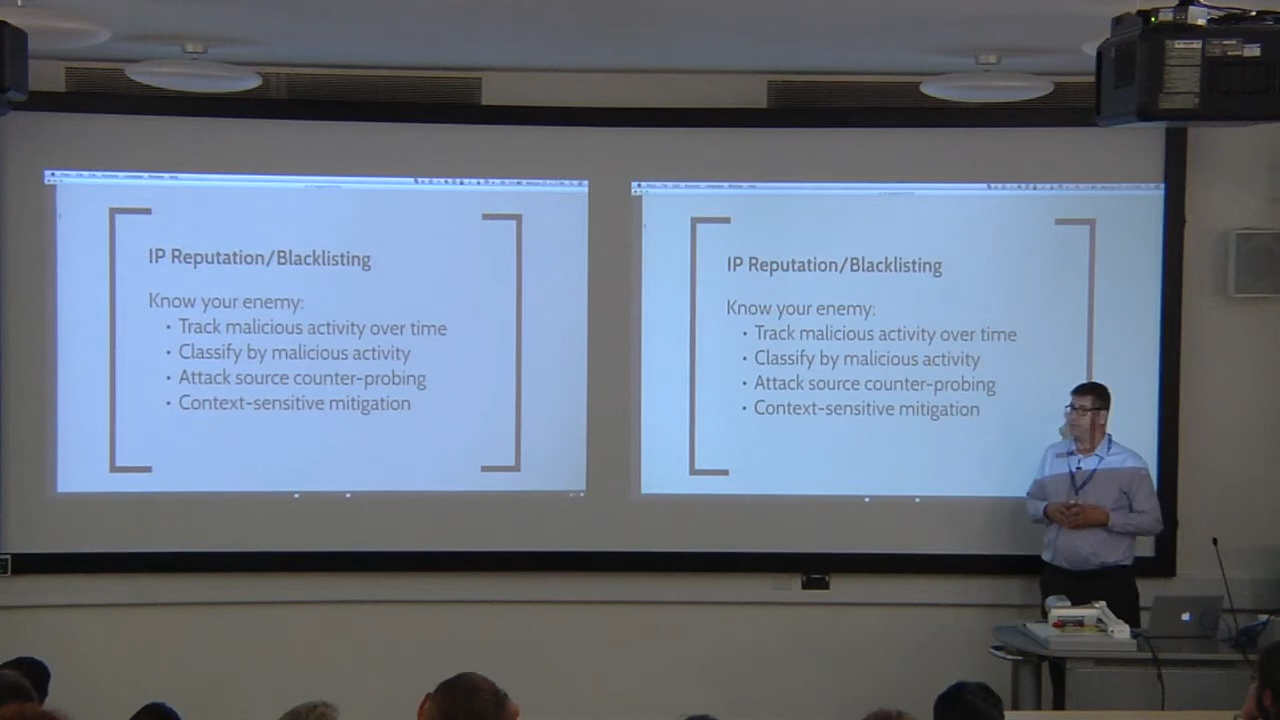 IP Reputation/Blacklisting
Know your enemy:
• Track malicious activity over time
• Classify by malicious activity
• Attack source counter-probing
• Context-sensitive mitigation
IP Reputation/Blacklisting
Know your enemy:
• Track malicious activity over time
• Classify by malicious activity
• Attack source counter-probing
• Context-sensitive mitigation